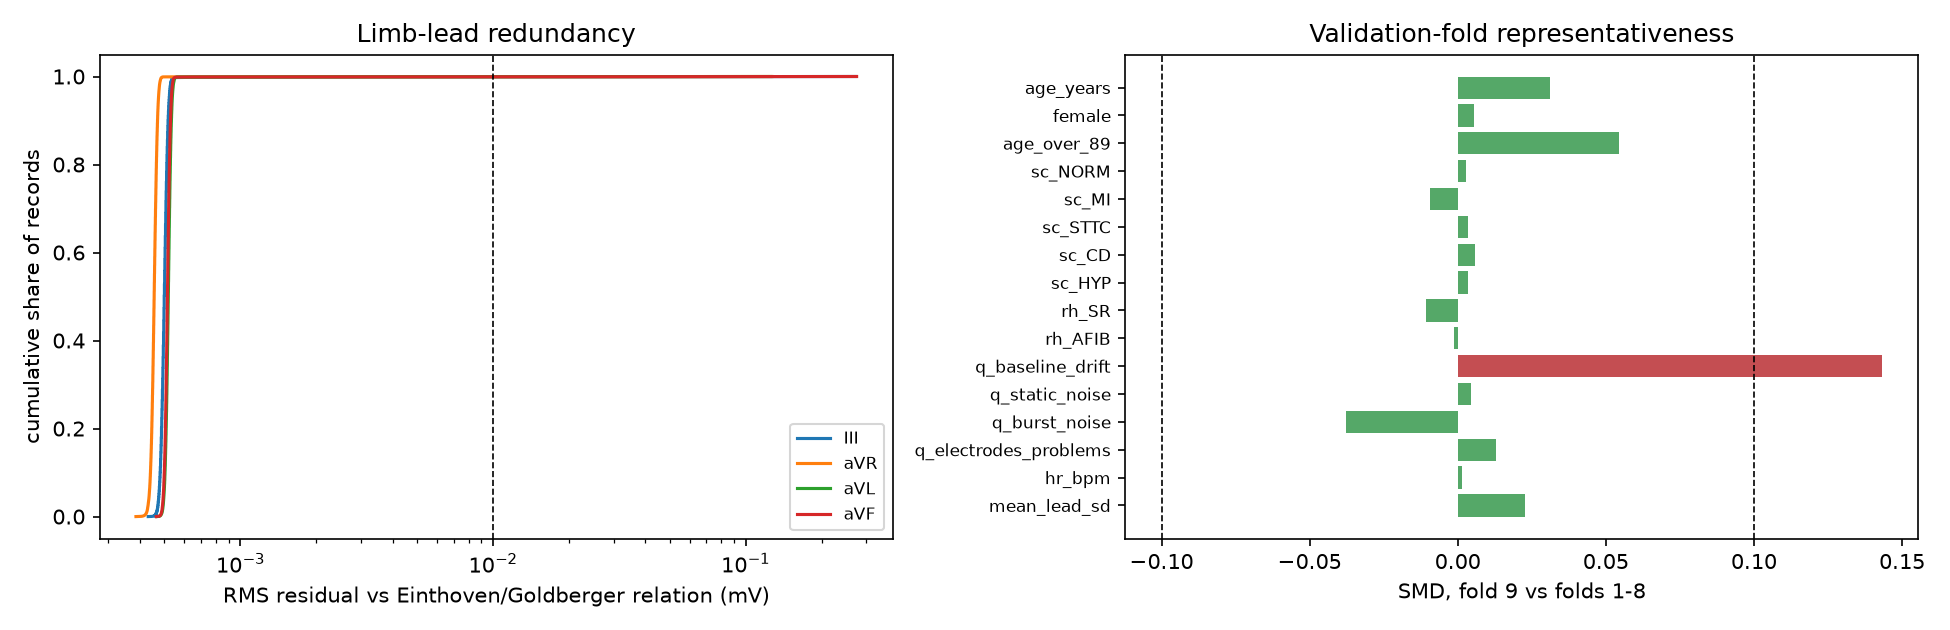 Limb-lead redundancy
cumulative share of records
1.0
0.8
0.6
0.4
0.2
0.0
III
aVR
aVL
aVF
10⁻³ 10⁻² 10⁻¹
RMS residual vs Einthoven/Goldberger relation (mV)
Validation-fold representativeness
age_years
female
age_over_89
sc_NORM
sc_MI
sc_STTC
sc_CD
sc_HYP
rh_SR
rh_AFIB
q_baseline_drift
q_static_noise
q_burst_noise
q_electrodes_problems
hr_bpm
mean_lead_sd
−0.10 −0.05 0.00 0.05 0.10 0.15
SMD, fold 9 vs folds 1-8